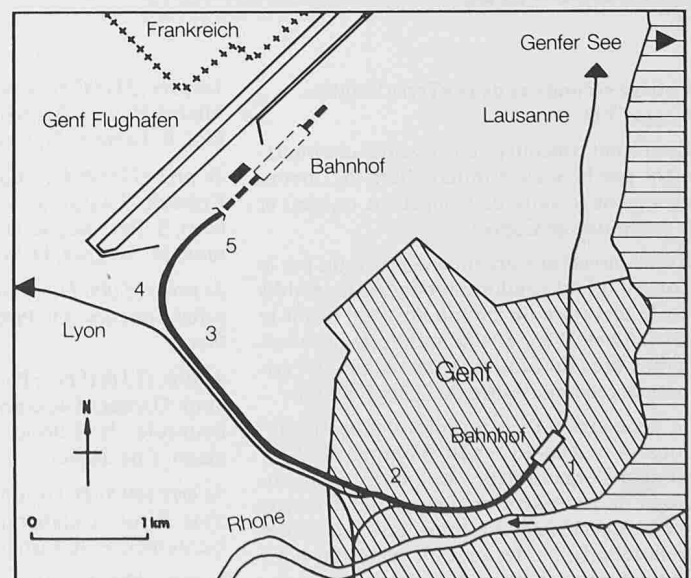 Frankreich
Genfer See
Lausanne
Genf Flughafen
Bahnhof
5
4
3
Lyon
Genf
Bahnhof
1
2
N
Rhone
0 1 km